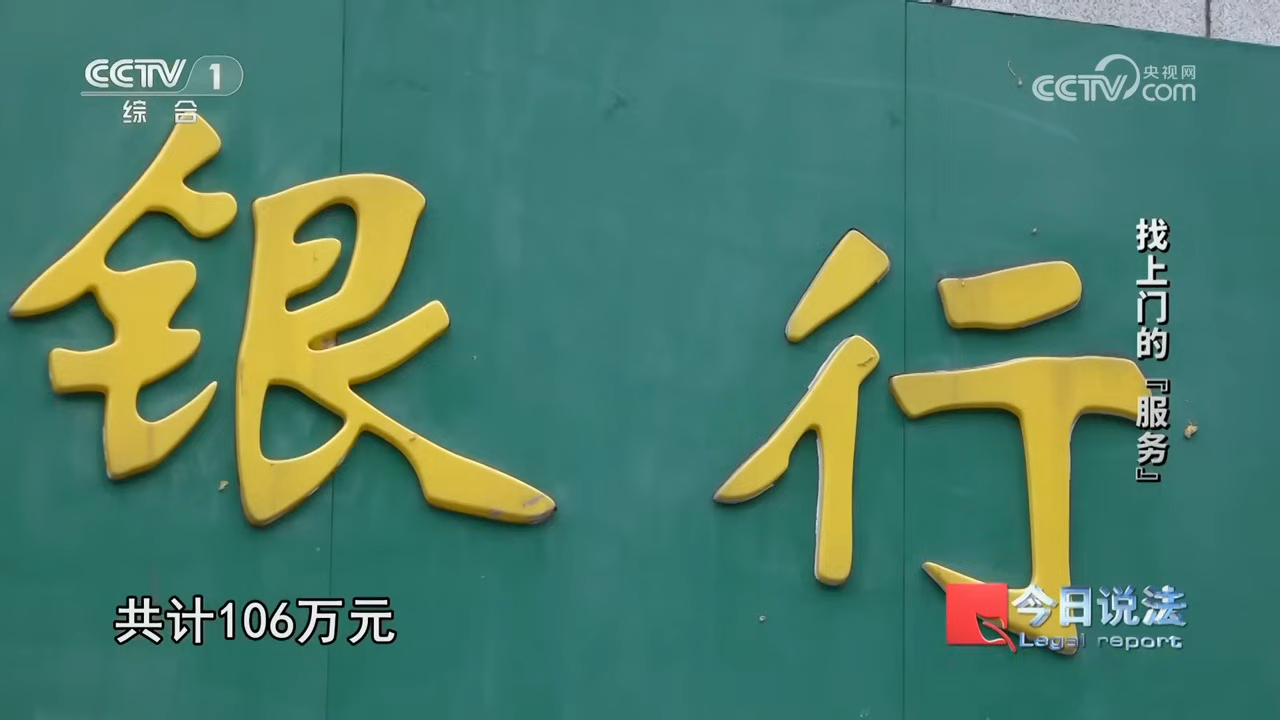 CCTV 1
综合
CCTV 央视网
com
银行
找上门的『服务』
共计106万元
今日说法
Legal report